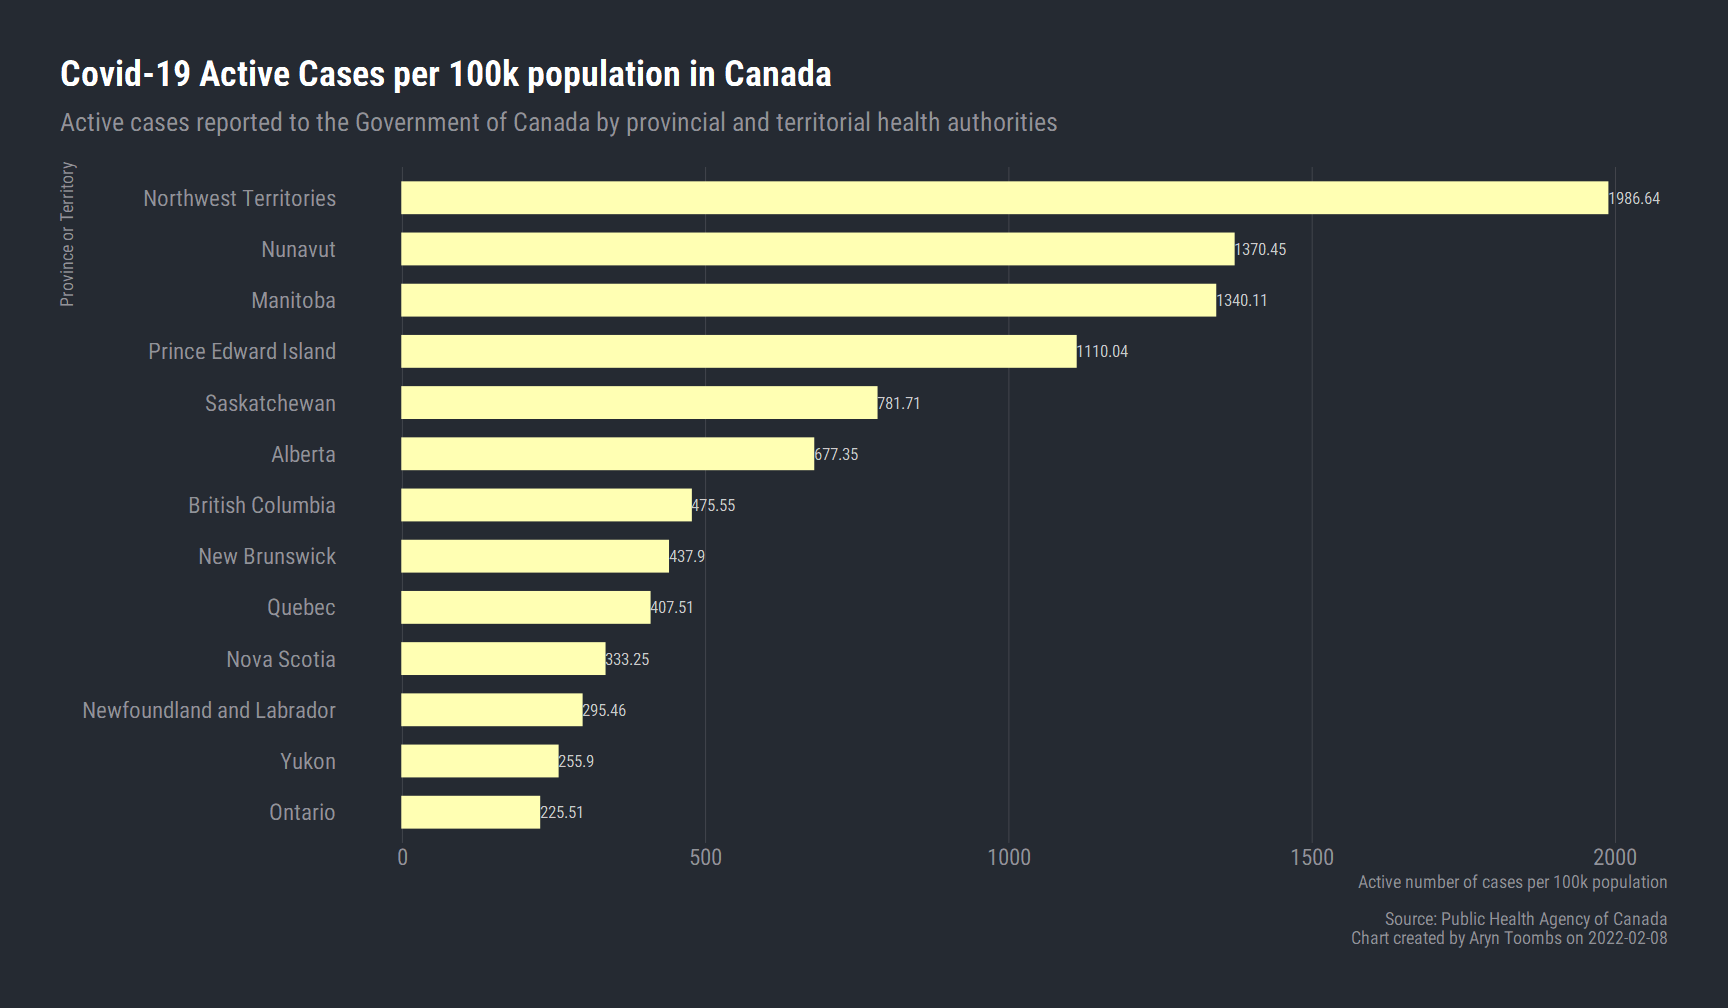 Covid-19 Active Cases per 100k population in Canada
Active cases reported to the Government of Canada by provincial and territorial health authorities
Province or Territory
Northwest Territories 1986.64
Nunavut 1370.45
Manitoba 1340.11
Prince Edward Island 1110.04
Saskatchewan 781.71
Alberta 677.35
British Columbia 475.55
New Brunswick 437.9
Quebec 407.51
Nova Scotia 333.25
Newfoundland and Labrador 295.46
Yukon 255.9
Ontario 225.51
0 500 1000 1500 2000
Active number of cases per 100k population
Source: Public Health Agency of Canada
Chart created by Aryn Toombs on 2022-02-08